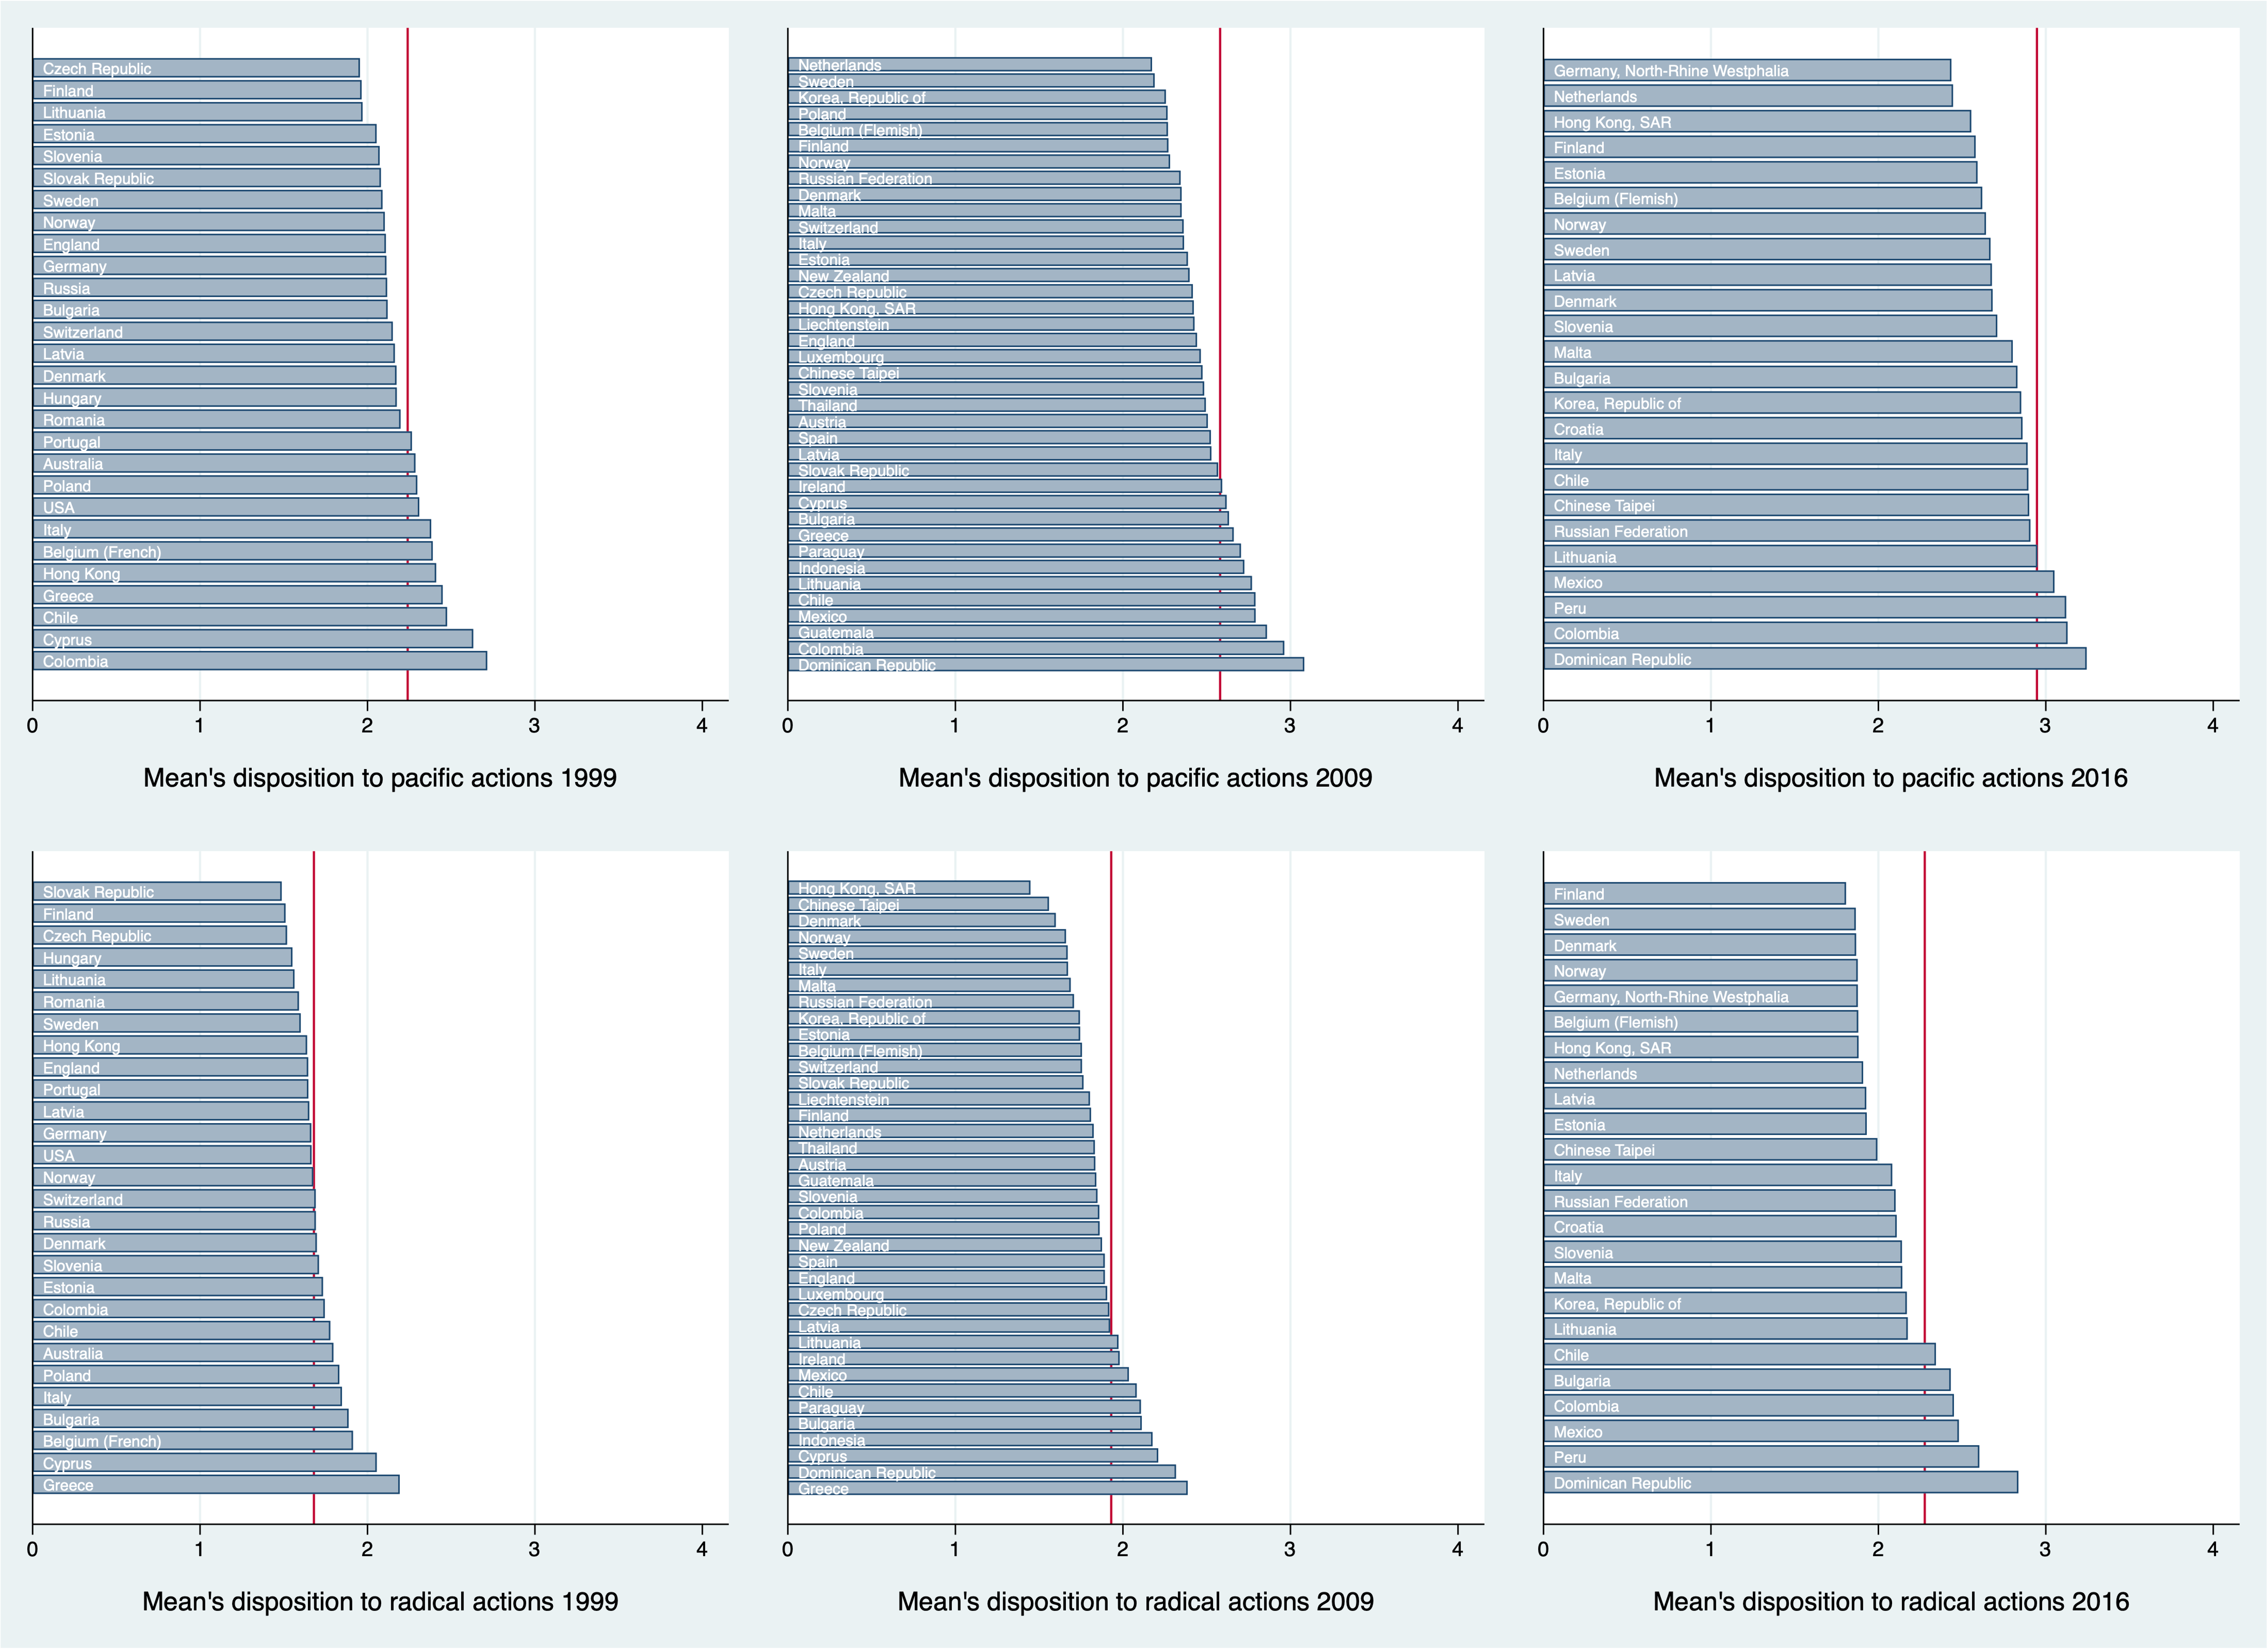 Czech Republic
Finland
Lithuania
Estonia
Slovenia
Slovak Republic
Sweden
Norway
England
Germany
Russia
Bulgaria
Switzerland
Latvia
Denmark
Hungary
Romania
Portugal
Australia
Poland
USA
Italy
Belgium (French)
Hong Kong
Greece
Chile
Cyprus
Colombia
0 1 2 3 4
Mean's disposition to pacific actions 1999
Netherlands
Sweden
Korea, Republic of
Poland
Belgium (Flemish)
Finland
Norway
Russian Federation
Denmark
Malta
Switzerland
Italy
Estonia
New Zealand
Czech Republic
Hong Kong, SAR
Liechtenstein
England
Luxembourg
Chinese Taipei
Slovenia
Thailand
Austria
Spain
Latvia
Slovak Republic
Ireland
Cyprus
Bulgaria
Greece
Paraguay
Indonesia
Lithuania
Chile
Mexico
Guatemala
Colombia
Dominican Republic
0 1 2 3 4
Mean's disposition to pacific actions 2009
Germany, North-Rhine Westphalia
Netherlands
Hong Kong, SAR
Finland
Estonia
Belgium (Flemish)
Norway
Sweden
Latvia
Denmark
Slovenia
Malta
Bulgaria
Korea, Republic of
Croatia
Italy
Chile
Chinese Taipei
Russian Federation
Lithuania
Mexico
Peru
Colombia
Dominican Republic
0 1 2 3 4
Mean's disposition to pacific actions 2016
Slovak Republic
Finland
Czech Republic
Hungary
Lithuania
Romania
Sweden
Hong Kong
England
Portugal
Latvia
Germany
USA
Norway
Switzerland
Russia
Denmark
Slovenia
Estonia
Colombia
Chile
Australia
Poland
Italy
Bulgaria
Belgium (French)
Cyprus
Greece
0 1 2 3 4
Mean's disposition to radical actions 1999
Hong Kong, SAR
Chinese Taipei
Denmark
Norway
Sweden
Italy
Malta
Russian Federation
Korea, Republic of
Estonia
Belgium (Flemish)
Switzerland
Slovak Republic
Liechtenstein
Finland
Netherlands
Thailand
Austria
Guatemala
Slovenia
Colombia
Poland
New Zealand
Spain
England
Luxembourg
Czech Republic
Latvia
Lithuania
Ireland
Mexico
Chile
Paraguay
Bulgaria
Indonesia
Cyprus
Dominican Republic
Greece
0 1 2 3 4
Mean's disposition to radical actions 2009
Finland
Sweden
Denmark
Norway
Germany, North-Rhine Westphalia
Belgium (Flemish)
Hong Kong, SAR
Netherlands
Latvia
Estonia
Chinese Taipei
Italy
Russian Federation
Croatia
Slovenia
Malta
Korea, Republic of
Lithuania
Chile
Bulgaria
Colombia
Mexico
Peru
Dominican Republic
0 1 2 3 4
Mean's disposition to radical actions 2016